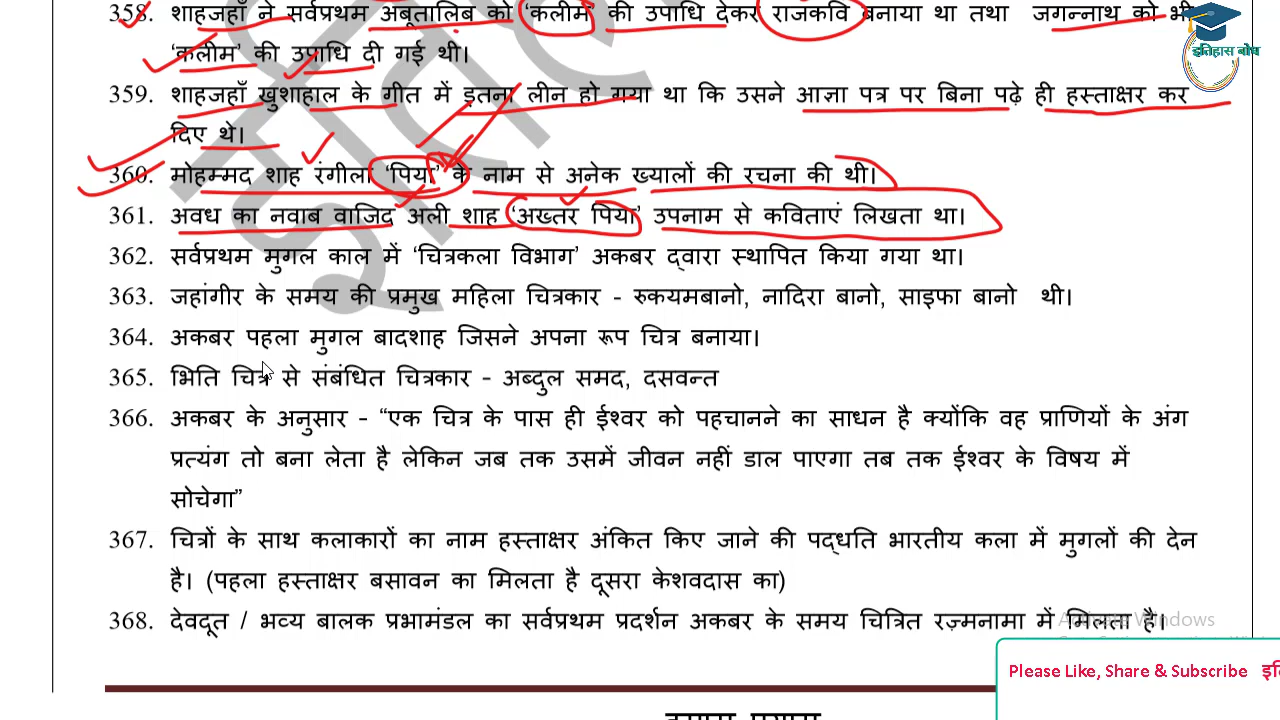 358. शाहजहाँ ने सर्वप्रथम अबूतालिब को 'कलीम' की उपाधि देकर राजकवि बनाया था तथा जगन्नाथ को भी
'कलीम' की उपाधि दी गई थी।
इतिहास बोध
359. शाहजहाँ खुशाहाल के गीत में इतना लीन हो गया था कि उसने आज्ञा पत्र पर बिना पढ़े ही हस्ताक्षर कर
दिए थे।
360. मोहम्मद शाह रंगीला 'पिया' के नाम से अनेक ख्यालों की रचना की थी।
361. अवध का नवाब वाजिद अली शाह 'अख्तर पिया' उपनाम से कविताएं लिखता था।
362. सर्वप्रथम मुगल काल में 'चित्रकला विभाग' अकबर द्वारा स्थापित किया गया था।
363. जहांगीर के समय की प्रमुख महिला चित्रकार - रुकयमबानो, नादिरा बानो, साइफा बानो थी।
364. अकबर पहला मुगल बादशाह जिसने अपना रूप चित्र बनाया।
365. भिति चित्र से संबंधित चित्रकार - अब्दुल समद, दसवन्त
366. अकबर के अनुसार - “एक चित्र के पास ही ईश्वर को पहचानने का साधन है क्योंकि वह प्राणियों के अंग
प्रत्यंग तो बना लेता है लेकिन जब तक उसमें जीवन नहीं डाल पाएगा तब तक ईश्वर के विषय में
सोचेगा”
367. चित्रों के साथ कलाकारों का नाम हस्ताक्षर अंकित किए जाने की पद्धति भारतीय कला में मुगलों की देन
है। (पहला हस्ताक्षर बसावन का मिलता है दूसरा केशवदास का)
368. देवदूत / भव्य बालक प्रभामंडल का सर्वप्रथम प्रदर्शन अकबर के समय चित्रित रज़्मनामा में मिलता है।
Activate Windows
Please Like, Share & Subscribe